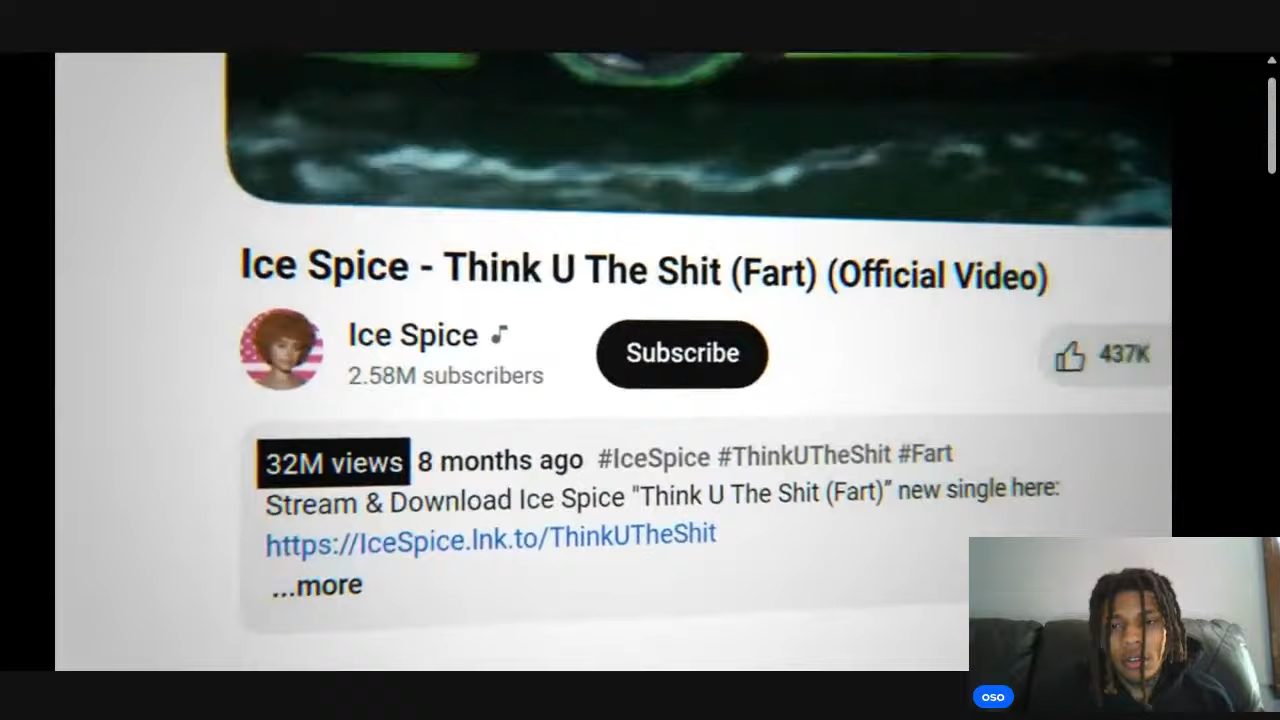 Ice Spice - Think U The Shit (Fart) (Official Video)
Ice Spice
2.58M subscribers
Subscribe
437K
32M views 8 months ago #IceSpice #ThinkUTheShit #Fart
Stream & Download Ice Spice "Think U The Shit (Fart)" new single here:
https://IceSpice.lnk.to/ThinkUTheShit
...more
oso